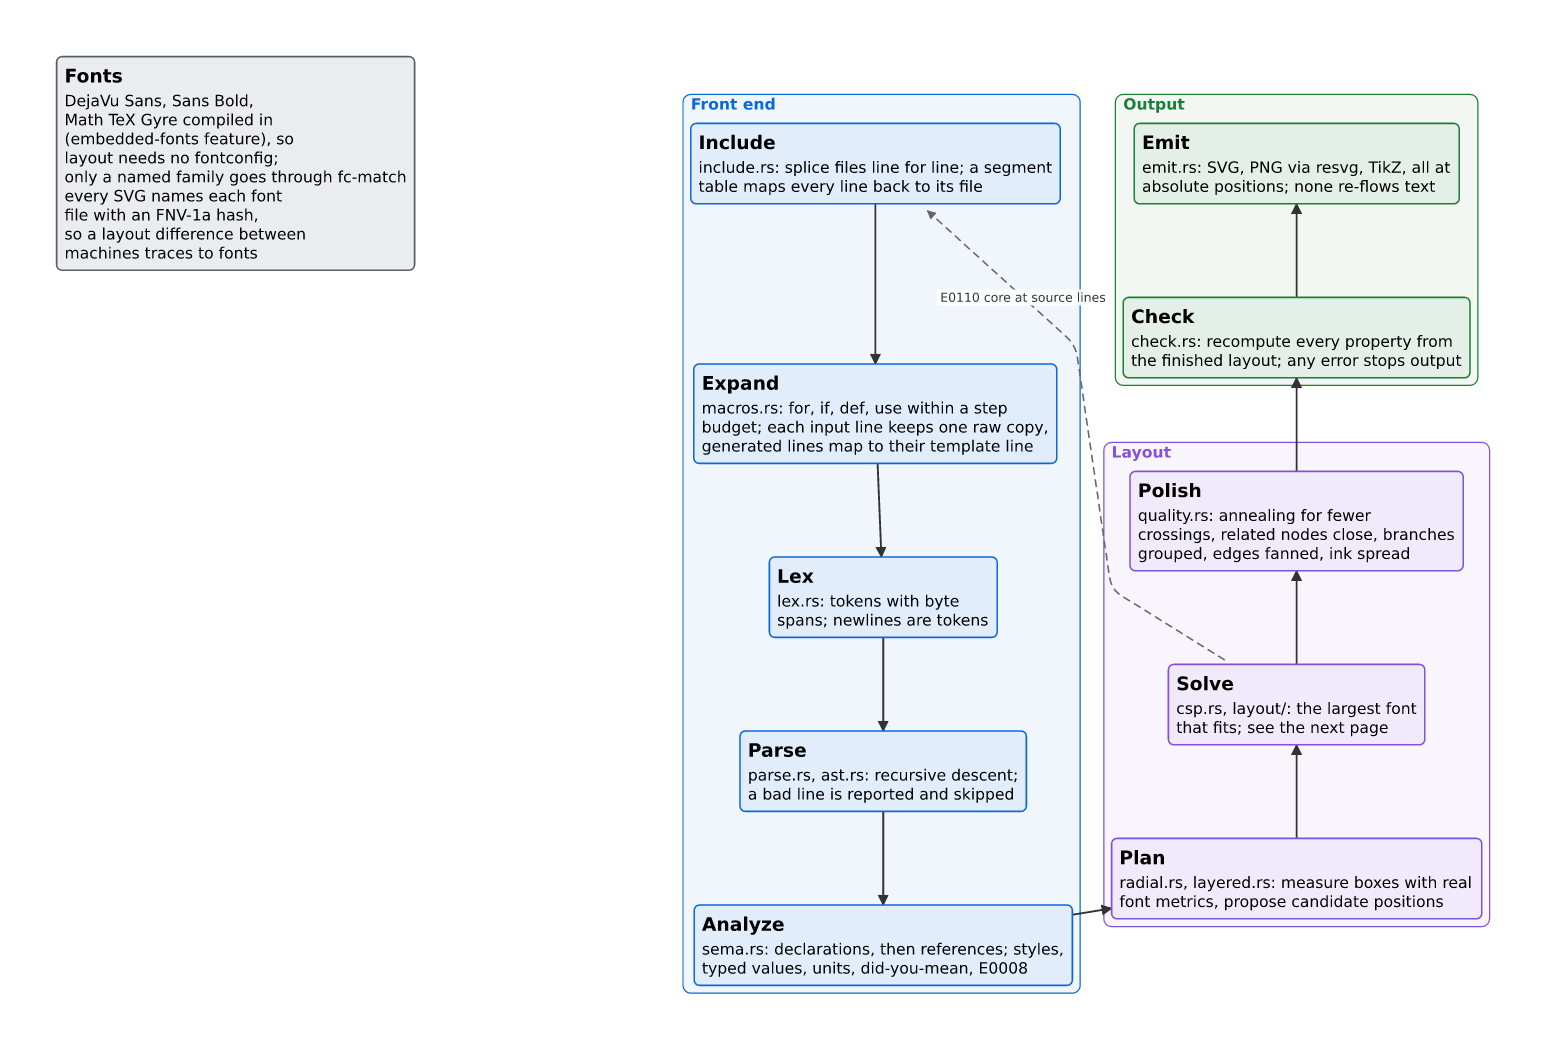 Fonts
DejaVu Sans, Sans Bold,
Math TeX Gyre compiled in
(embedded-fonts feature), so
layout needs no fontconfig;
only a named family goes through fc-match
every SVG names each font
file with an FNV-1a hash,
so a layout difference between
machines traces to fonts
Front end
Include
include.rs: splice files line for line; a segment
table maps every line back to its file
E0110 core at source lines
Expand
macros.rs: for, if, def, use within a step
budget; each input line keeps one raw copy,
generated lines map to their template line
Lex
lex.rs: tokens with byte
spans; newlines are tokens
Parse
parse.rs, ast.rs: recursive descent;
a bad line is reported and skipped
Analyze
sema.rs: declarations, then references; styles,
typed values, units, did-you-mean, E0008
Output
Emit
emit.rs: SVG, PNG via resvg, TikZ, all at
absolute positions; none re-flows text
Check
check.rs: recompute every property from
the finished layout; any error stops output
Layout
Polish
quality.rs: annealing for fewer
crossings, related nodes close, branches
grouped, edges fanned, ink spread
Solve
csp.rs, layout/: the largest font
that fits; see the next page
Plan
radial.rs, layered.rs: measure boxes with real
font metrics, propose candidate positions